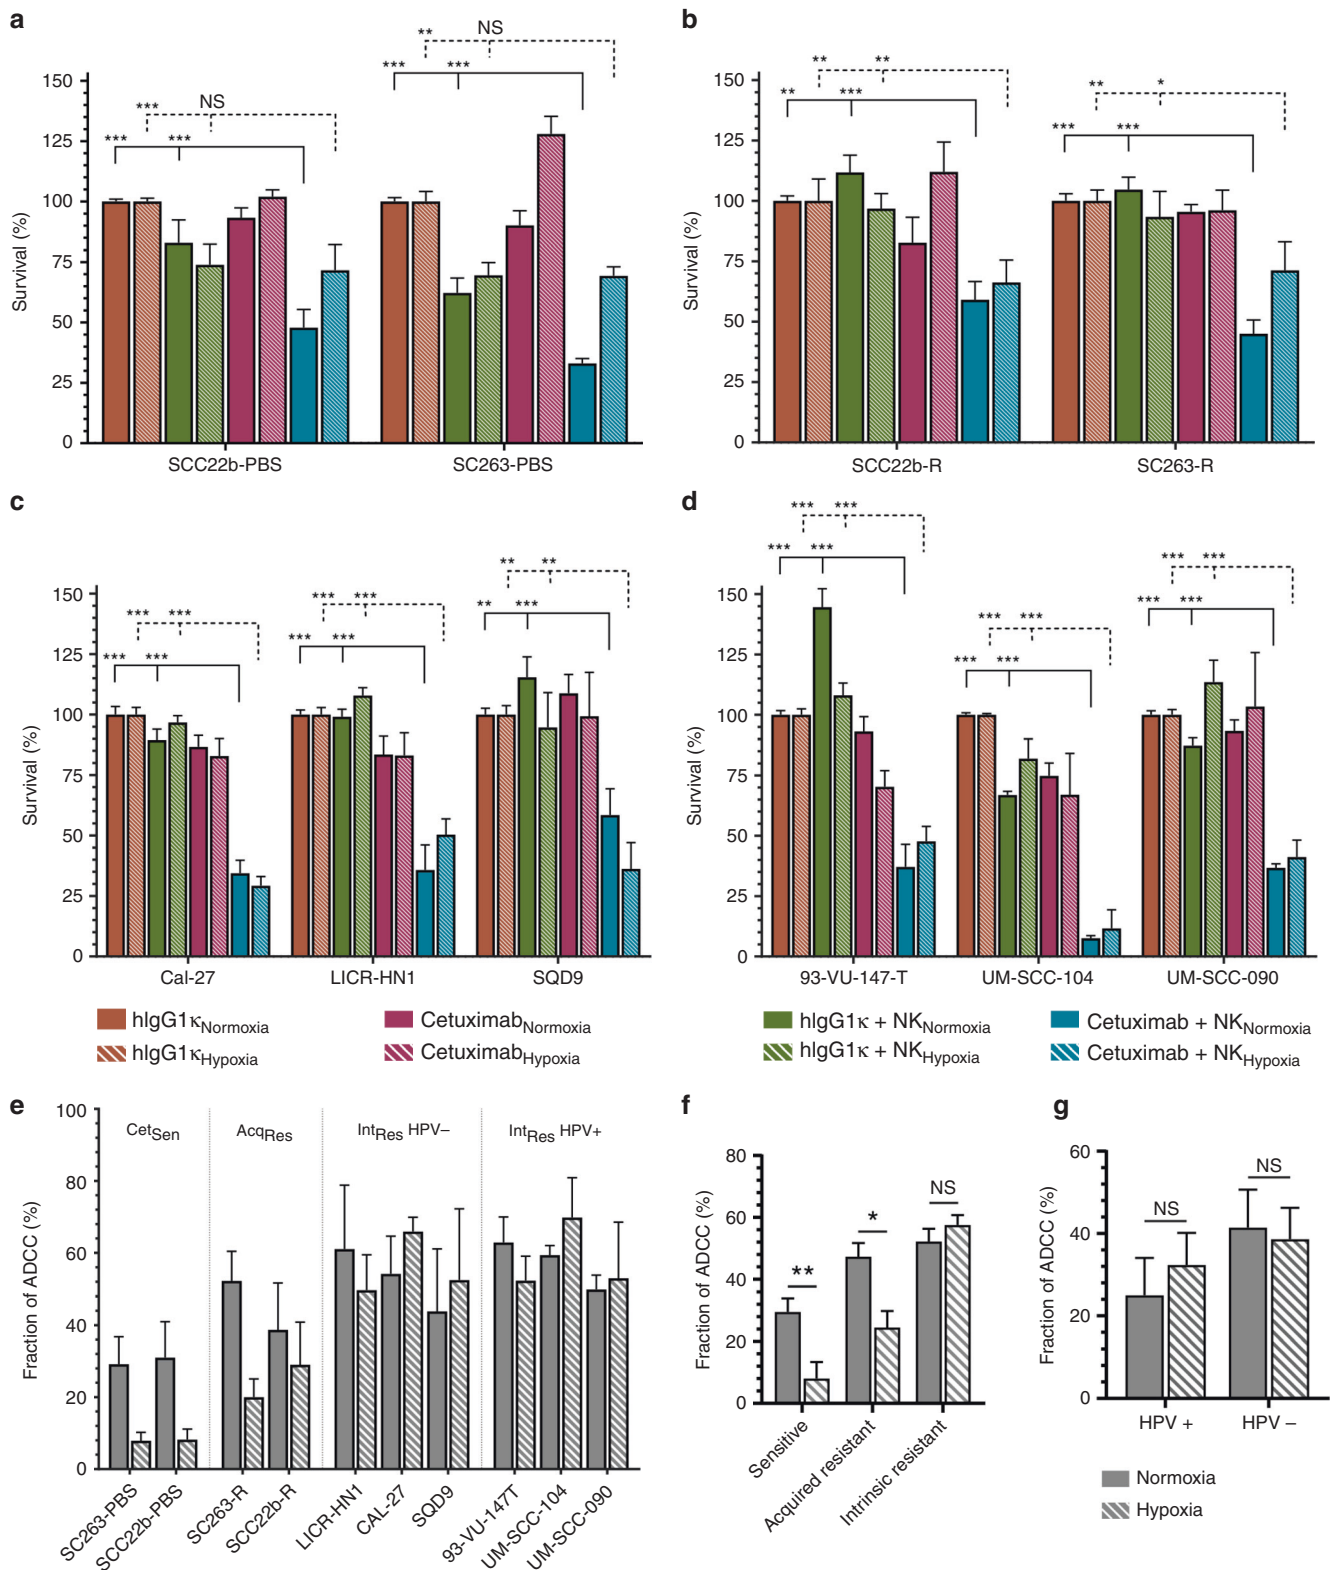 a
** NS
*** ***
*** NS
*** ***
150
125
100
75
50
25
0
Survival (%)
SCC22b-PBS SC263-PBS
b
** **
** ***
** *
*** ***
150
125
100
75
50
25
0
Survival (%)
SCC22b-R SC263-R
c
** **
** ***
*** ***
*** ***
*** ***
*** ***
150
125
100
75
50
25
0
Survival (%)
Cal-27 LICR-HN1 SQD9
d
*** ***
*** ***
*** ***
*** ***
*** ***
*** ***
150
125
100
75
50
25
0
Survival (%)
93-VU-147-T UM-SCC-104 UM-SCC-090
hIgG1κNormoxia CetuximabNormoxia hIgG1κ + NKNormoxia Cetuximab + NKNormoxia
hIgG1κHypoxia CetuximabHypoxia hIgG1κ + NKHypoxia Cetuximab + NKHypoxia
e
CetSen AcqRes IntRes HPV– IntRes HPV+
100
80
60
40
20
0
Fraction of ADCC (%)
SC263-PBS
SCC22b-PBS
SC263-R
SCC22b-R
LICR-HN1
CAL-27
SQD9
93-VU-147T
UM-SCC-104
UM-SCC-090
f
80
60
40
20
0
Fraction of ADCC (%)
**
*
NS
Sensitive
Acquired resistant
Intrinsic resistant
g
60
40
20
0
Fraction of ADCC (%)
NS
NS
HPV + HPV –
Normoxia
Hypoxia